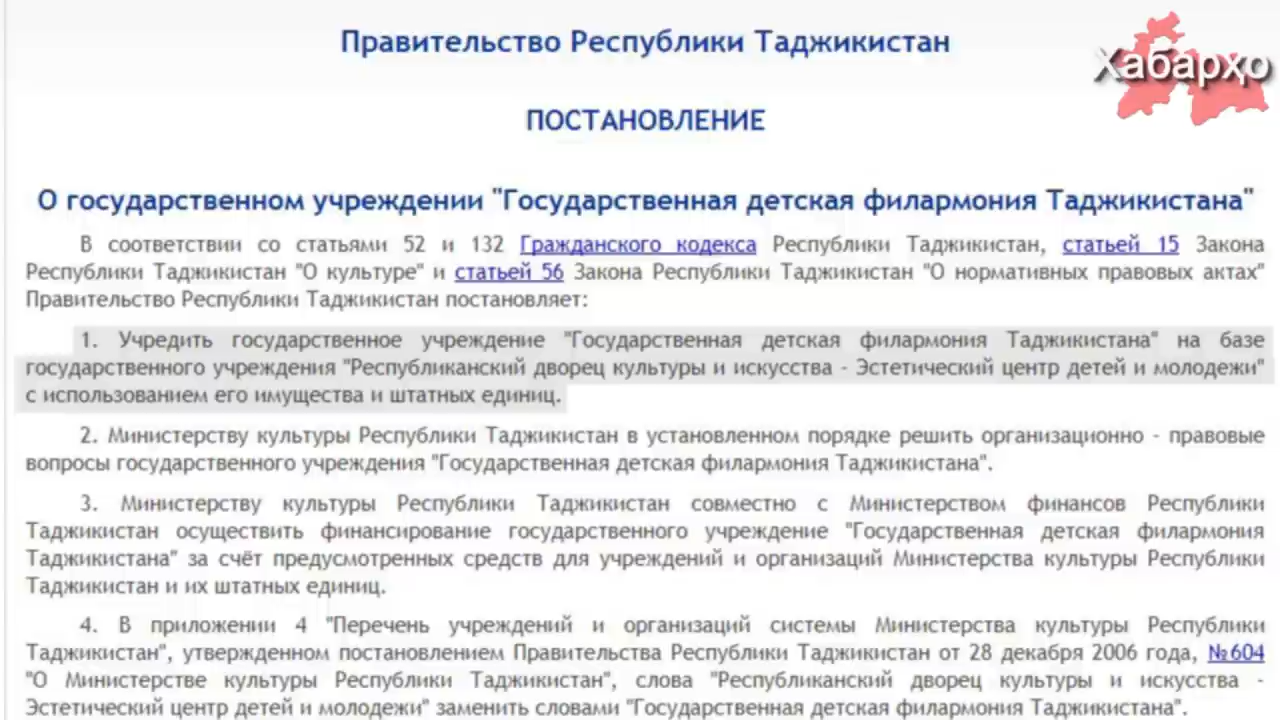 Правительство Республики Таджикистан
Хабарҳо
ПОСТАНОВЛЕНИЕ
О государственном учреждении "Государственная детская филармония Таджикистана"
В соответствии со статьями 52 и 132 Гражданского кодекса Республики Таджикистан, статьей 15 Закона
Республики Таджикистан "О культуре" и статьей 56 Закона Республики Таджикистан "О нормативных правовых актах"
Правительство Республики Таджикистан постановляет:
1. Учредить государственное учреждение "Государственная детская филармония Таджикистана" на базе
государственного учреждения "Республиканский дворец культуры и искусства - Эстетический центр детей и молодежи"
с использованием его имущества и штатных единиц.
2. Министерству культуры Республики Таджикистан в установленном порядке решить организационно - правовые
вопросы государственного учреждения "Государственная детская филармония Таджикистана".
3. Министерству культуры Республики Таджикистан совместно с Министерством финансов Республики
Таджикистан осуществить финансирование государственного учреждение "Государственная детская филармония
Таджикистана" за счёт предусмотренных средств для учреждений и организаций Министерства культуры Республики
Таджикистан и их штатных единиц.
4. В приложении 4 "Перечень учреждений и организаций системы Министерства культуры Республики
Таджикистан", утвержденном постановлением Правительства Республики Таджикистан от 28 декабря 2006 года, №604
"О Министерстве культуры Республики Таджикистан", слова "Республиканский дворец культуры и искусства -
Эстетический центр детей и молодежи" заменить словами "Государственная детская филармония Таджикистана".